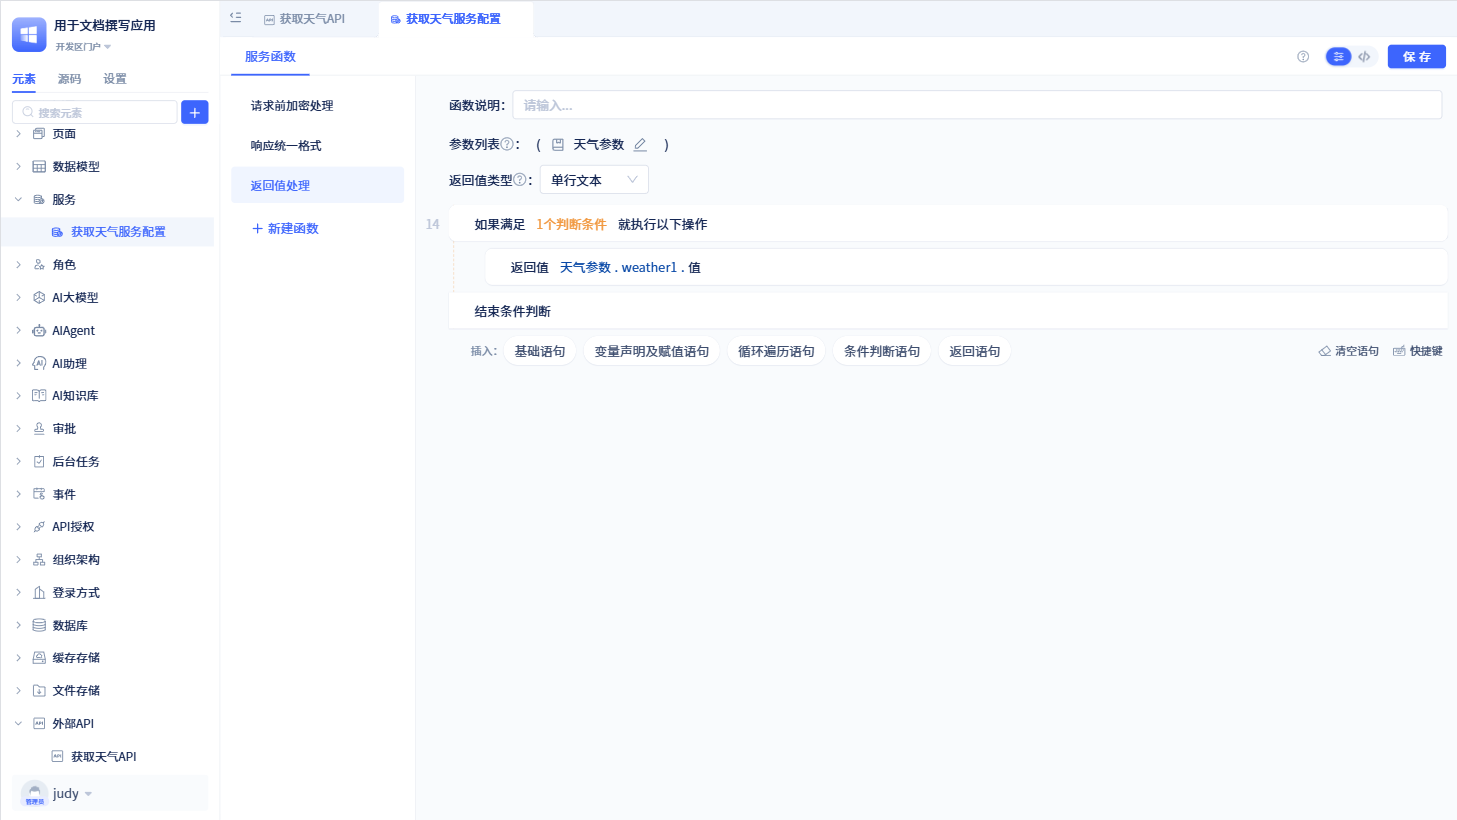 用于文档撰写应用
开发区门户
元素 源码 设置
搜索元素
页面
数据模型
服务
获取天气服务配置
角色
AI大模型
AIAgent
AI助理
AI知识库
审批
后台任务
事件
API授权
组织架构
登录方式
数据库
缓存存储
文件存储
外部API
获取天气API
管理员
judy
获取天气API 获取天气服务配置
服务函数
保存
请求前加密处理
响应统一格式
返回值处理
新建函数
函数说明： 请输入...
参数列表？： ( 天气参数 )
返回值类型？： 单行文本
14 如果满足 1个判断条件 就执行以下操作
返回值 天气参数 . weather1 . 值
结束条件判断
插入： 基础语句 变量声明及赋值语句 循环遍历语句 条件判断语句 返回语句 清空语句 快捷键